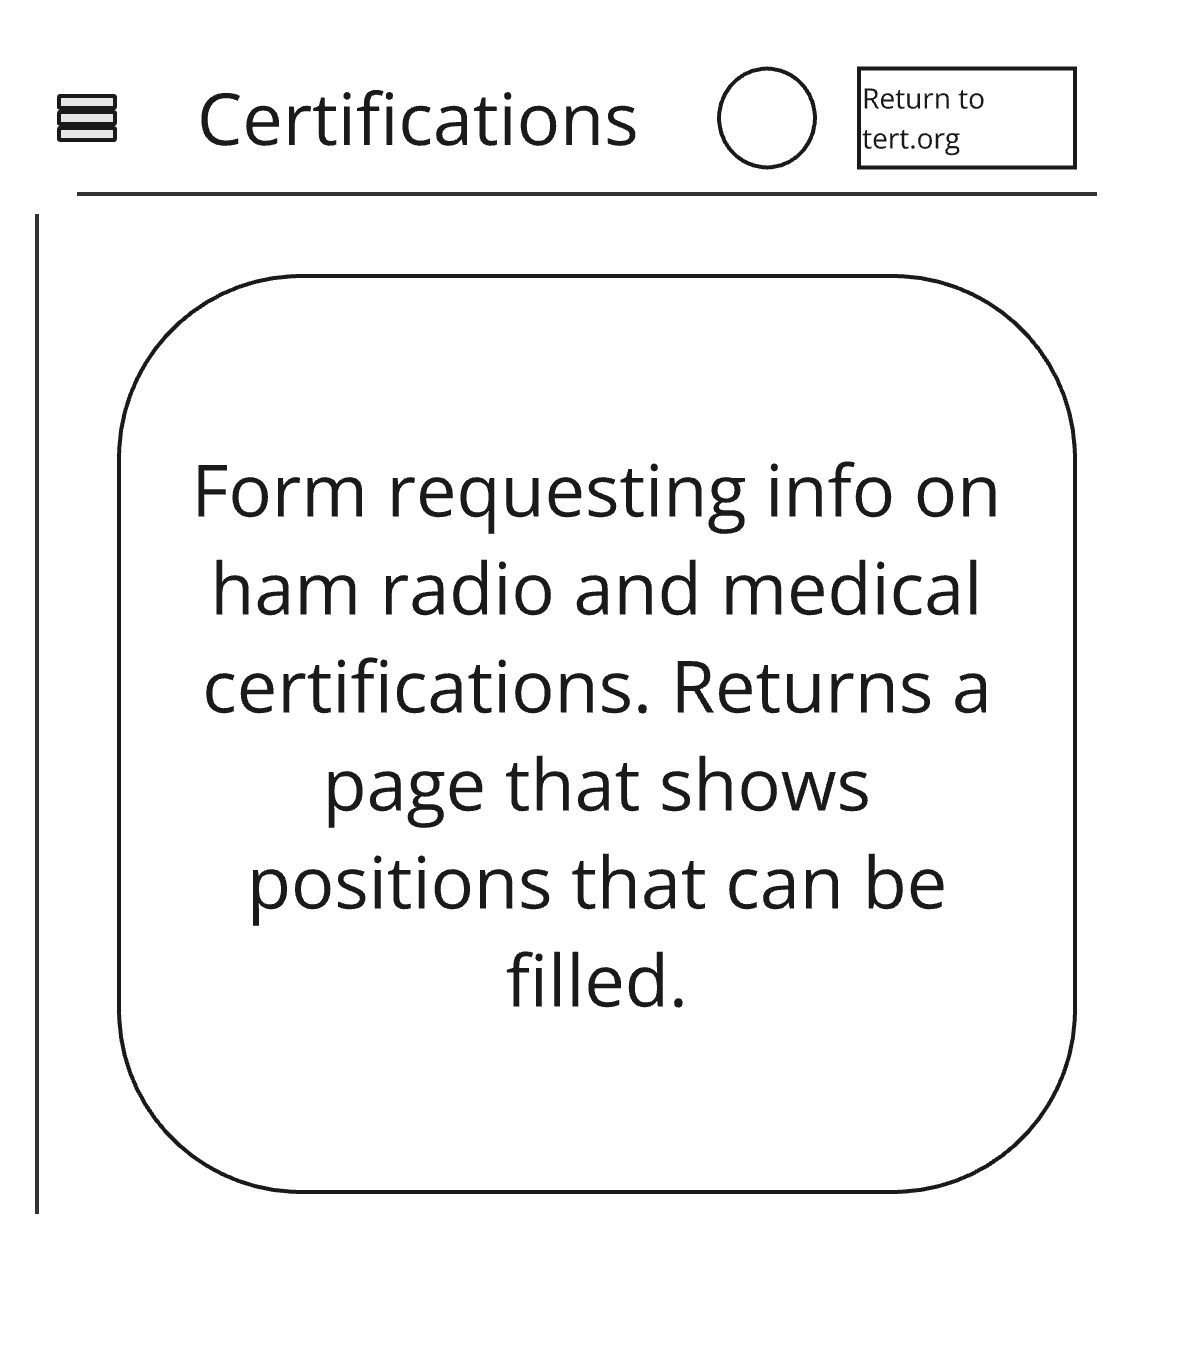 Certifications
Return to
tert.org
Form requesting info on
ham radio and medical
certifications. Returns a
page that shows
positions that can be
filled.